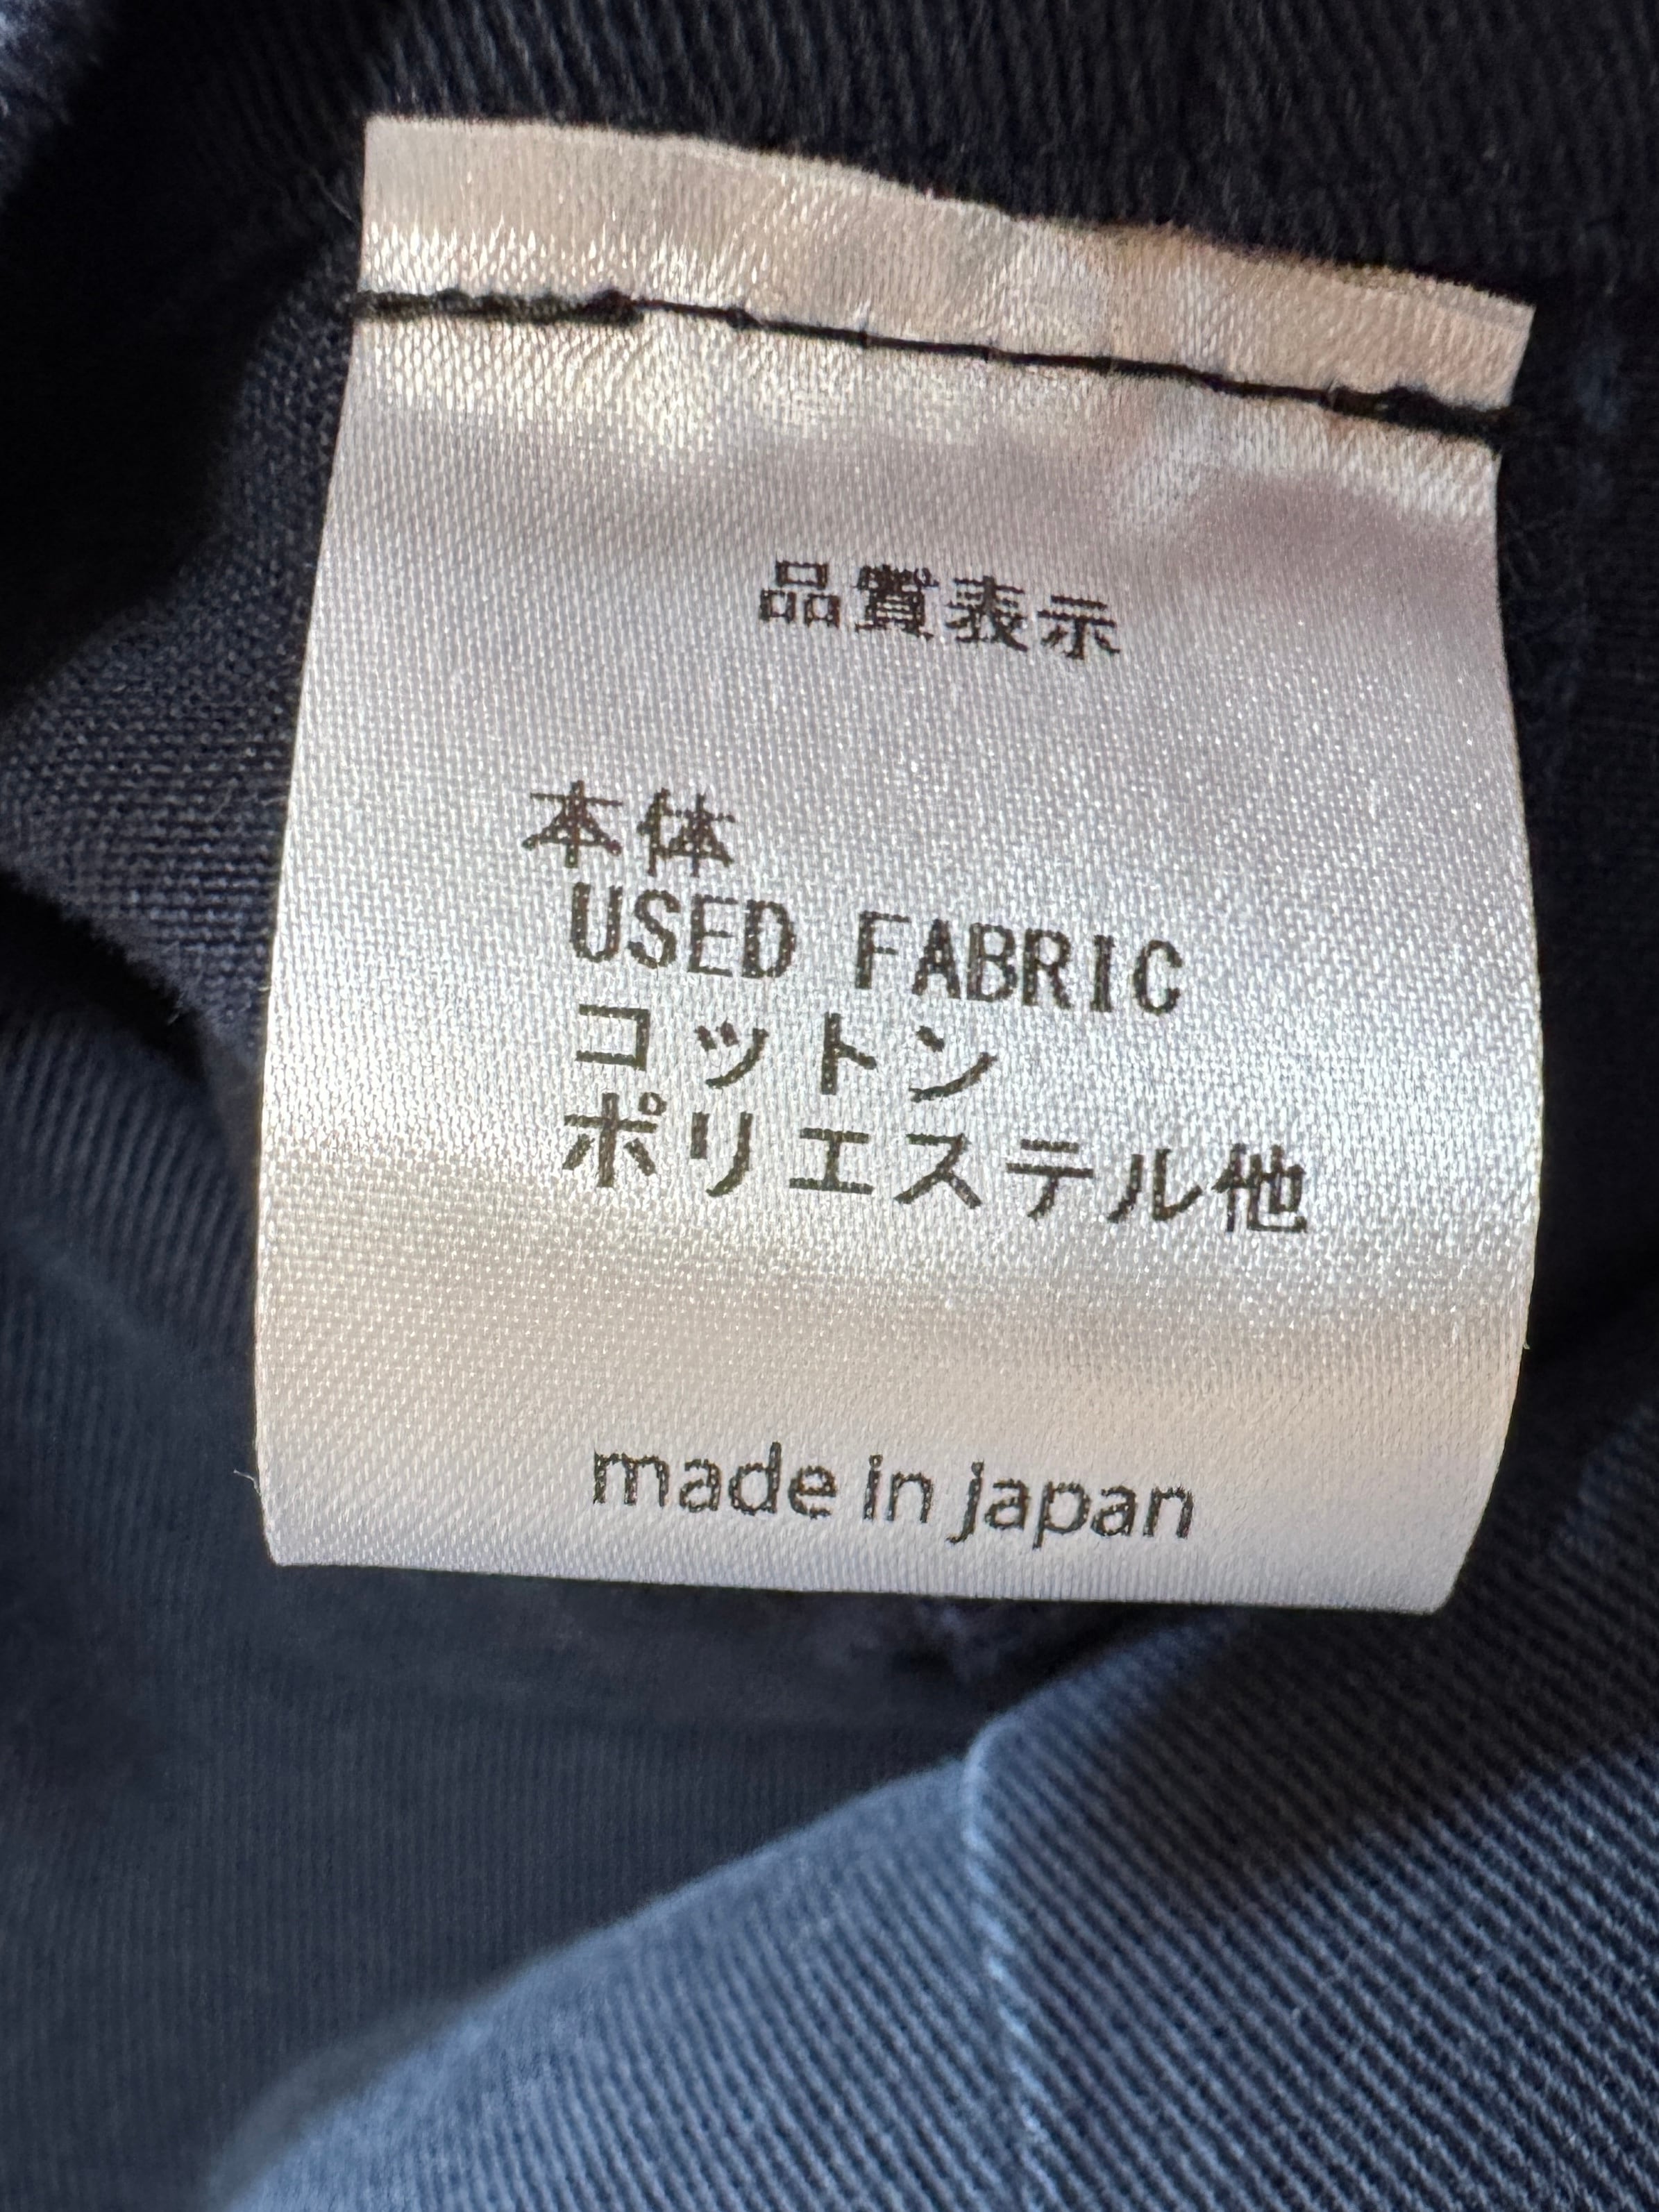 品質表示
本体
USED FABRIC
コットン
ポリエステル他
made in japan